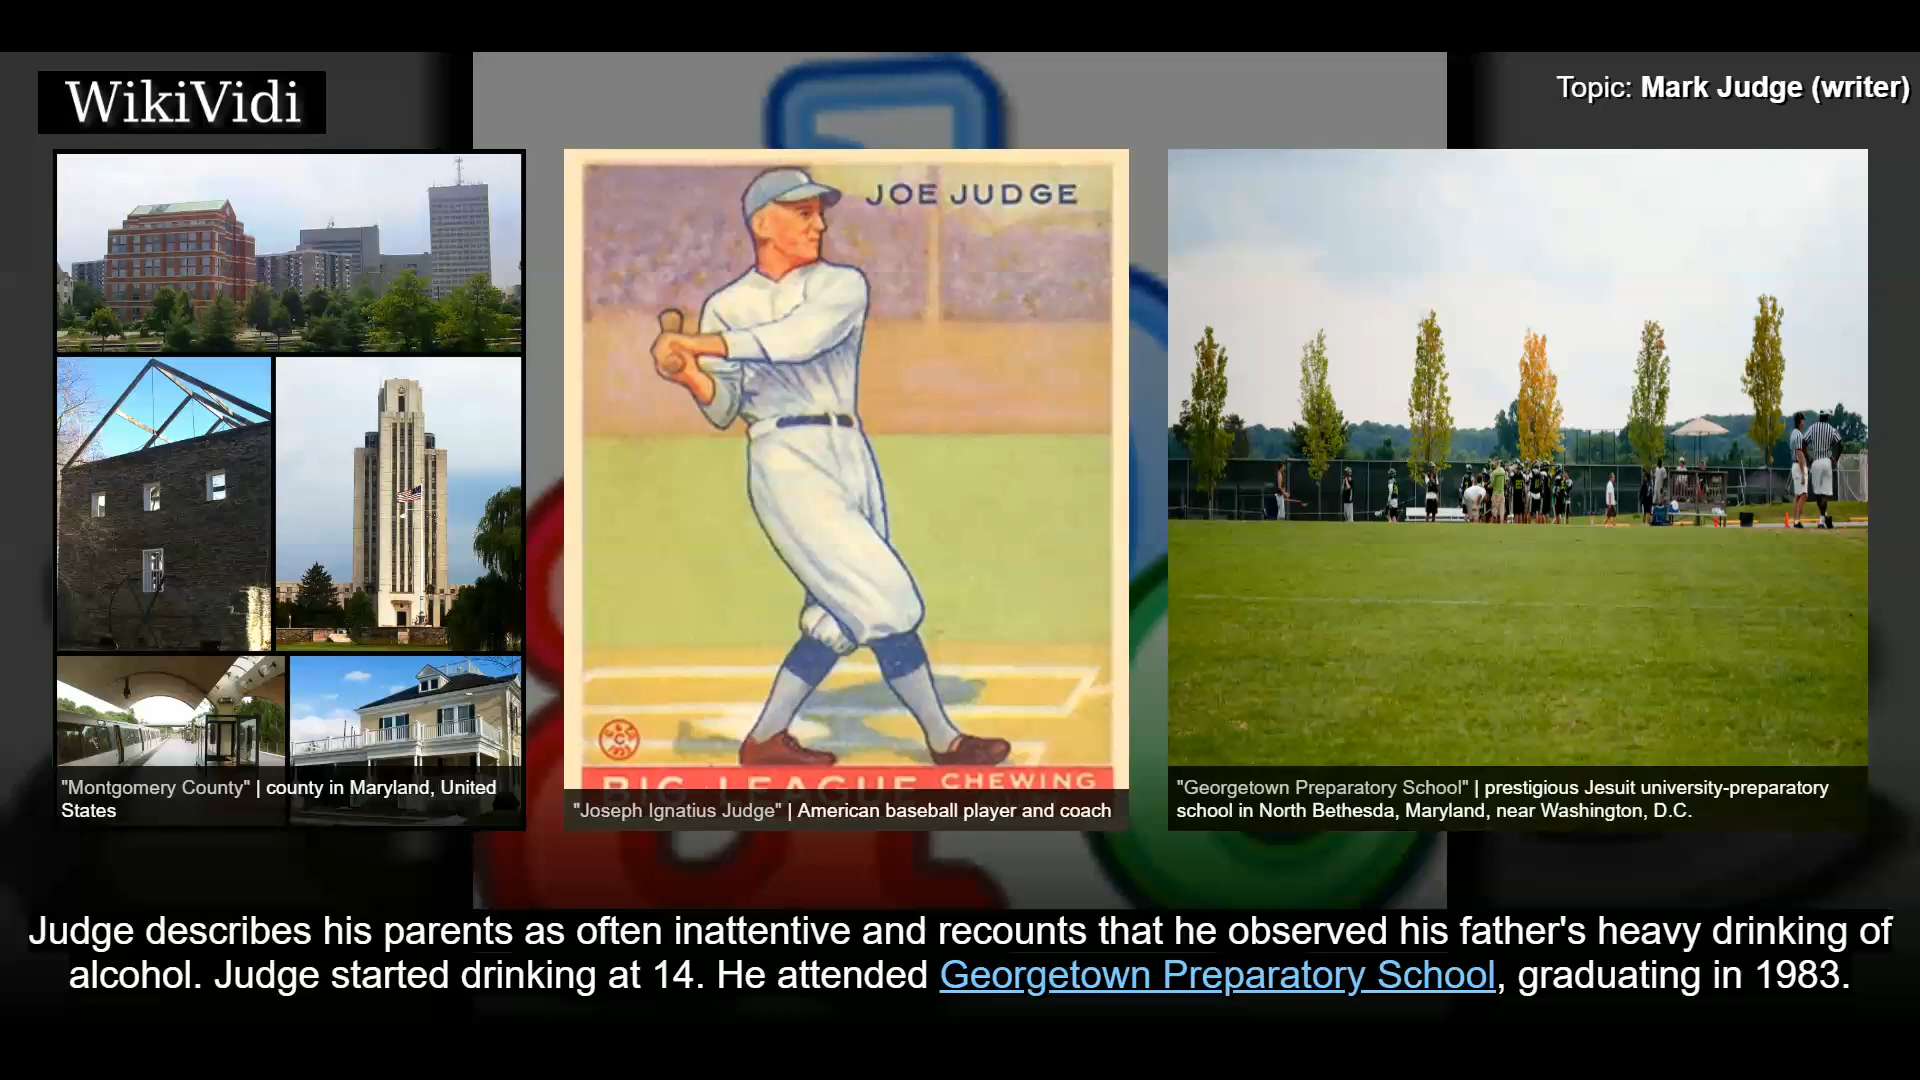 WikiVidi
Topic: Mark Judge (writer)
JOE JUDGE
BIG LEAGUE CHEWING
"Montgomery County" | county in Maryland, United
States
"Joseph Ignatius Judge" | American baseball player and coach
"Georgetown Preparatory School" | prestigious Jesuit university-preparatory
school in North Bethesda, Maryland, near Washington, D.C.
Judge describes his parents as often inattentive and recounts that he observed his father's heavy drinking of
alcohol. Judge started drinking at 14. He attended Georgetown Preparatory School, graduating in 1983.